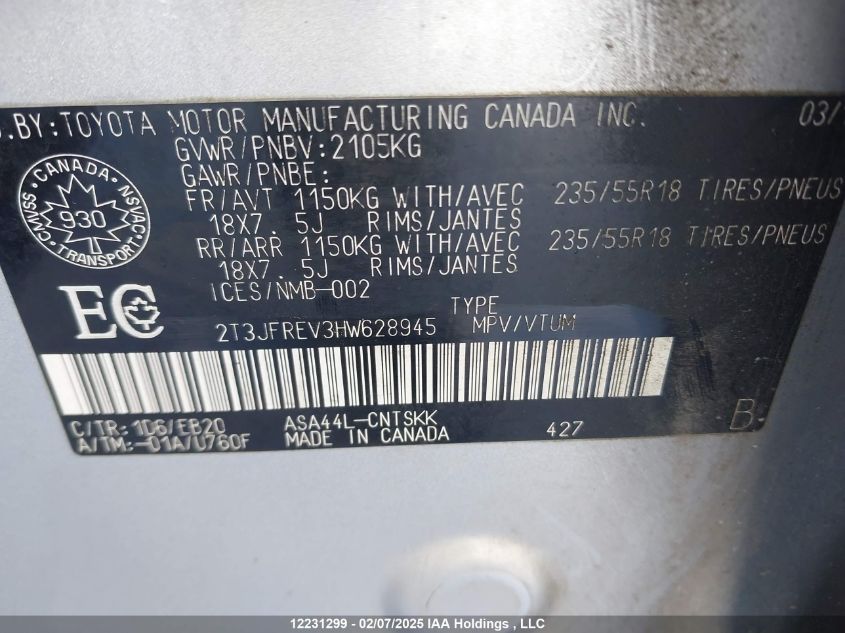 .BY:TOYOTA MOTOR MANUFACTURING CANADA INC. 03/
GVWR/PNBV:2105KG
GAWR/PNBE:
FR/AVT 1150KG WITH/AVEC 235/55R18 TIRES/PNEUS
18X7.5J RIMS/JANTES
RR/ARR 1150KG WITH/AVEC 235/55R18 TIRES/PNEUS
18X7.5J RIMS/JANTES
ICES/NMB-002
CANADA
CMVSS 930 NSVAC
TRANSPORT
EC
TYPE
2T3JFREV3HW628945 MPV/VTUM
C/TR: 1D6/EB20 ASA44L-CNTSKK B
A/TM:-01A/U760F MADE IN CANADA 427
12231299 - 02/07/2025 IAA Holdings , LLC